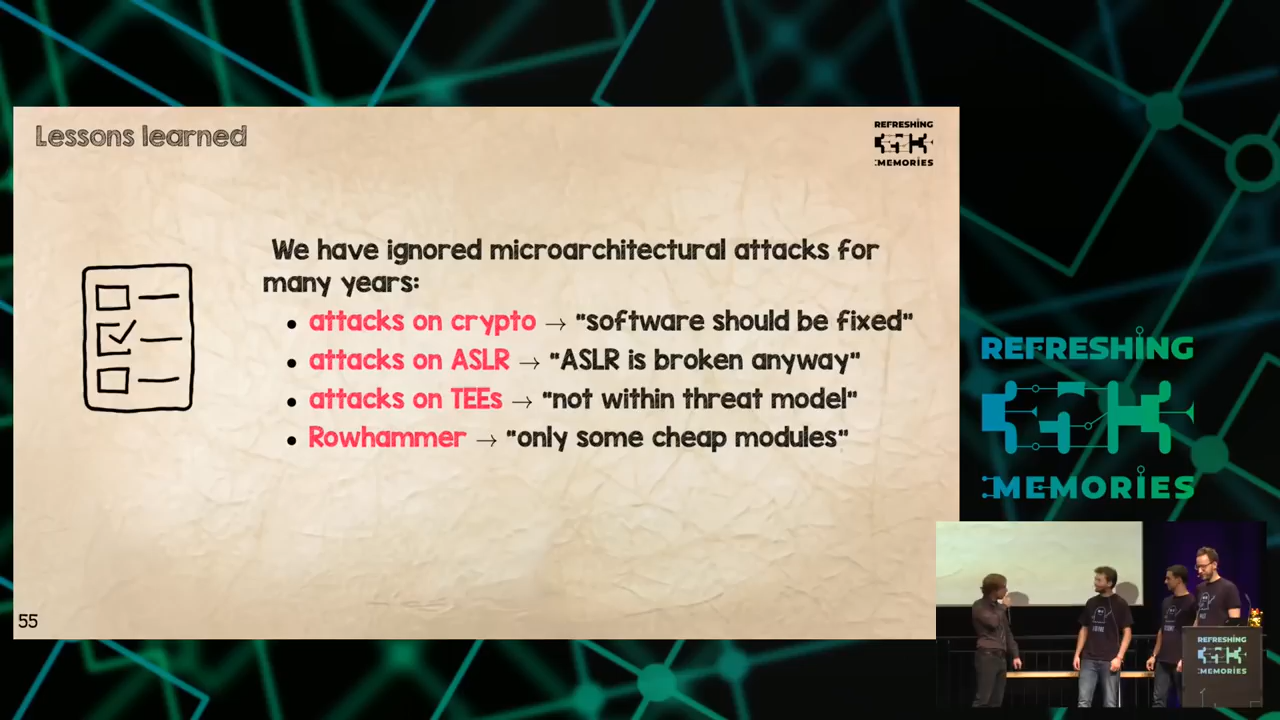 Lessons learned
REFRESHING
MEMORIES
We have ignored microarchitectural attacks for
many years:
• attacks on crypto → "software should be fixed"
• attacks on ASLR → "ASLR is broken anyway"
• attacks on TEEs → "not within threat model"
• Rowhammer → "only some cheap modules"
55
REFRESHING
35K
MEMORIES
REFRESHING
MEMORIES